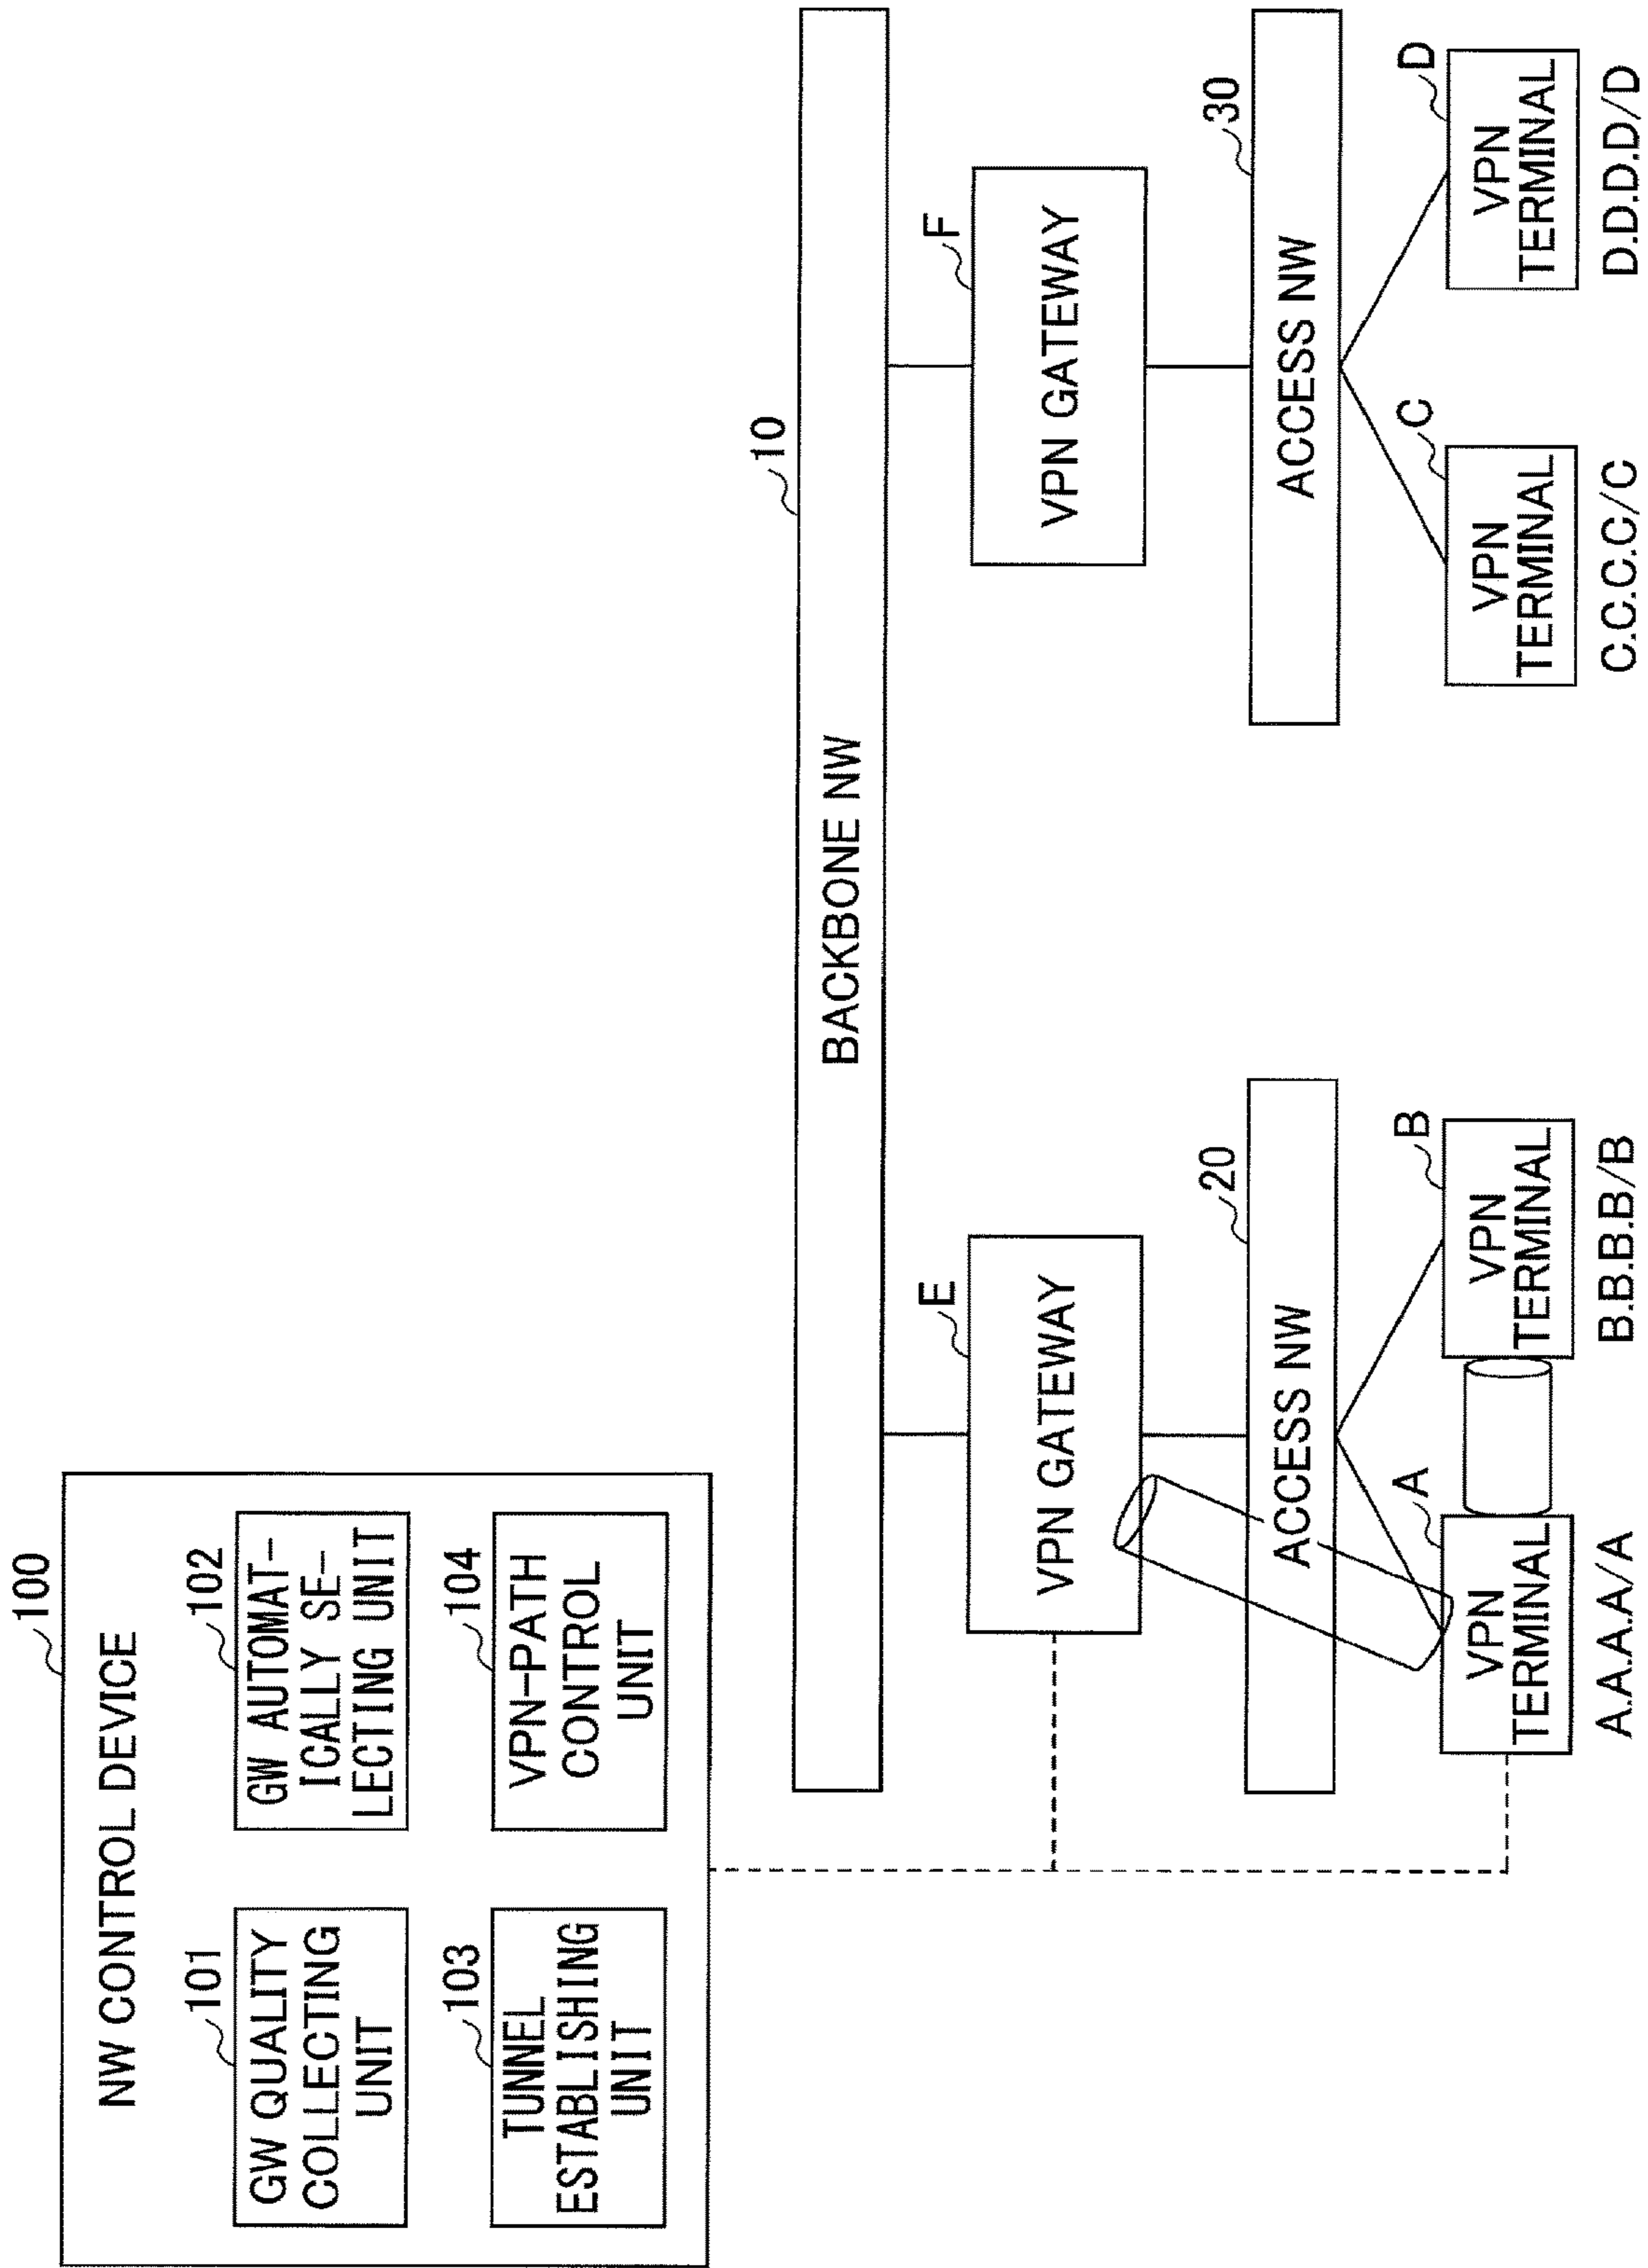 100
NW CONTROL DEVICE
101
GW QUALITY
COLLECTING
UNIT
102
GW AUTOMAT-
ICALLY SE-
LECTING UNIT
103
TUNNEL
ESTABLISHING
UNIT
104
VPN-PATH
CONTROL
UNIT
10
BACKBONE NW
E
VPN GATEWAY
F
VPN GATEWAY
20
ACCESS NW
30
ACCESS NW
A
VPN
TERMINAL
A.A.A.A/A
B
VPN
TERMINAL
B.B.B.B/B
C
VPN
TERMINAL
C.C.C.C/C
D
VPN
TERMINAL
D.D.D.D/D